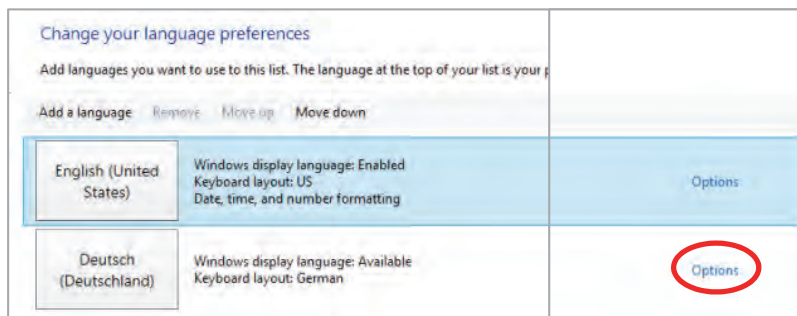 Change your language preferences
Add languages you want to use to this list. The language at the top of your list is your
Add a language Remove Move up Move down
English (United
States)
Windows display language: Enabled
Keyboard layout: US
Date, time, and number formatting
Options
Deutsch
(Deutschland)
Windows display language: Available
Keyboard layout: German
Options